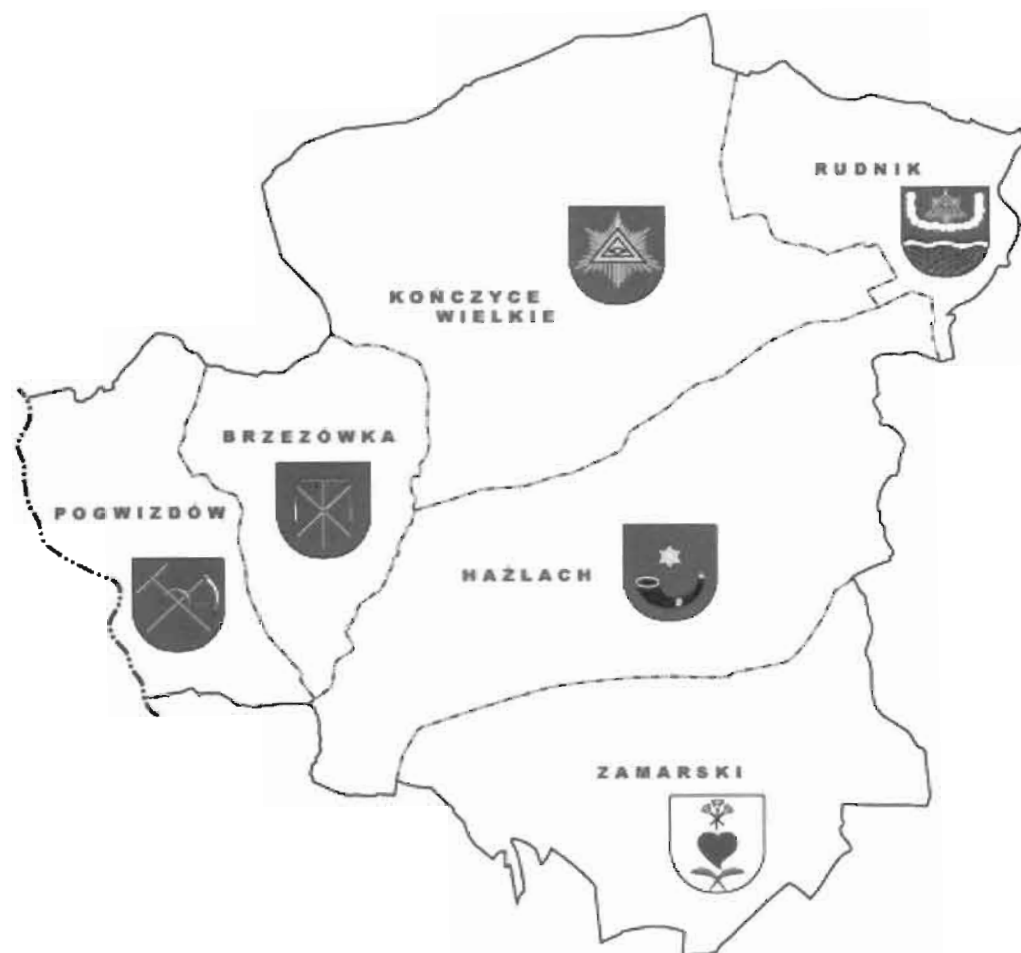 RUDNIK
KOŃCZYCE
WIELKIE
BRZEZÓWKA
POGWIZDÓW
HAŻLACH
ZAMARSKI